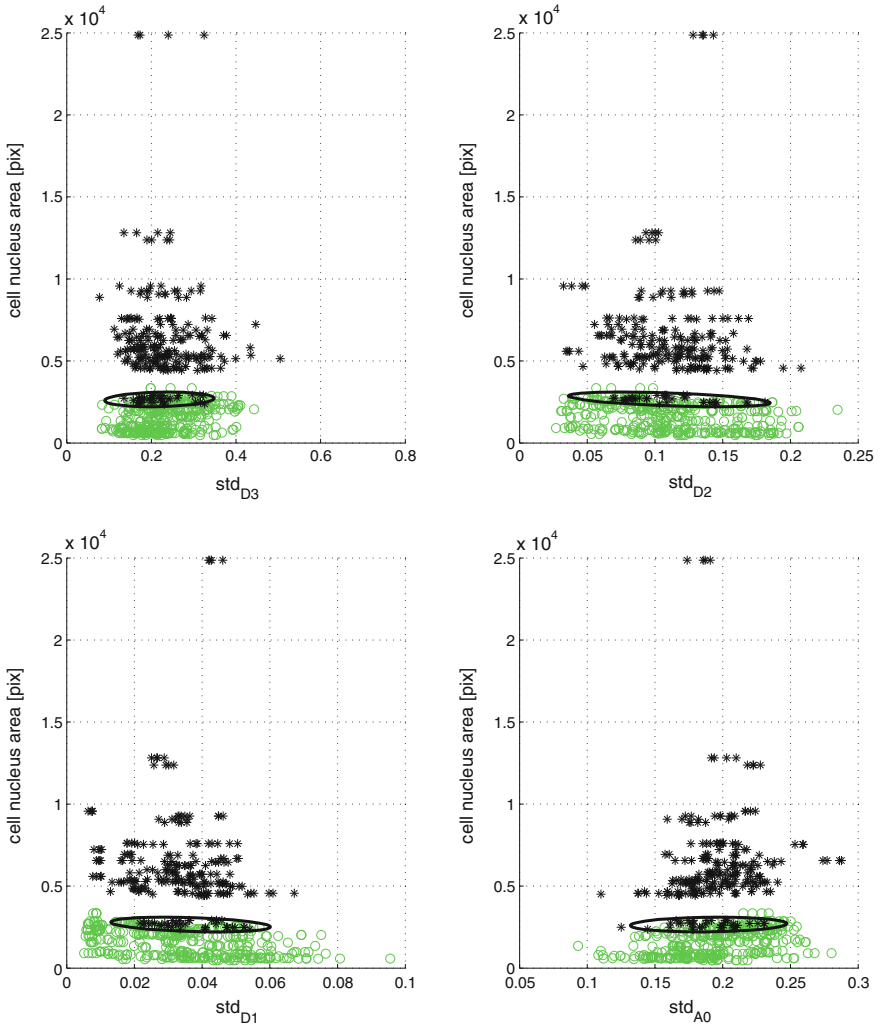 x 10^4
2.5
2
1.5
1
0.5
0
cell nucleus area [pix]
0 0.2 0.4 0.6 0.8
std_D3
x 10^4
2.5
2
1.5
1
0.5
0
cell nucleus area [pix]
0 0.05 0.1 0.15 0.2 0.25
std_D2
x 10^4
2.5
2
1.5
1
0.5
0
cell nucleus area [pix]
0 0.02 0.04 0.06 0.08 0.1
std_D1
x 10^4
2.5
2
1.5
1
0.5
0
cell nucleus area [pix]
0.05 0.1 0.15 0.2 0.25 0.3
std_A0